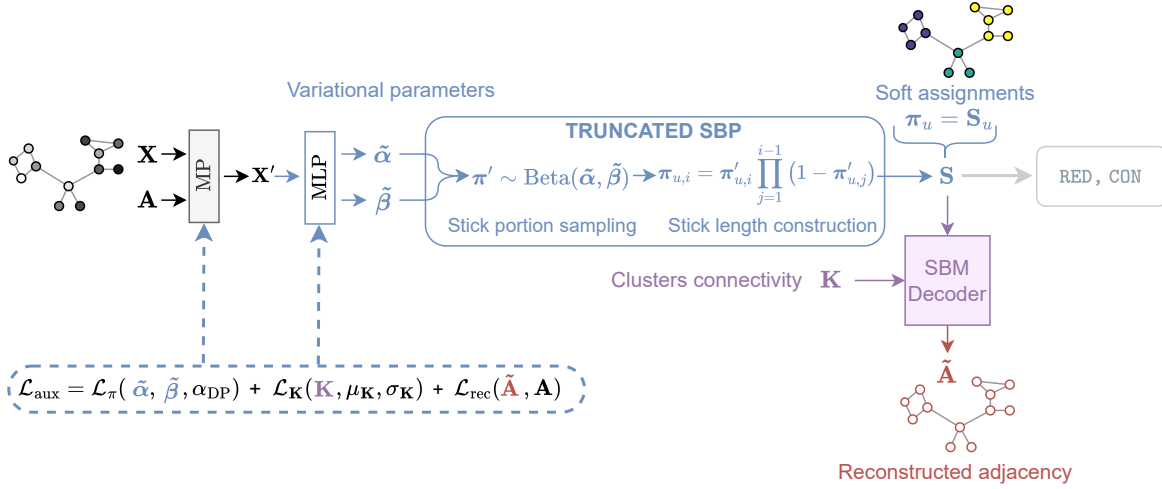 Variational parameters
Soft assignments
π_u = S_u
TRUNCATED SBP
X
A
MP
X'
MLP
α̃
β̃
π' ∼ Beta(α̃, β̃)
π_{u,i} = π'_{u,i} ∏_{j=1}^{i−1} (1 − π'_{u,j})
S
RED, CON
Stick portion sampling
Stick length construction
Clusters connectivity K
SBM
Decoder
ℒ_aux = ℒ_π( α̃, β̃, α_DP) + ℒ_K(K, μ_K, σ_K) + ℒ_rec(Ã, A)
Ã
Reconstructed adjacency